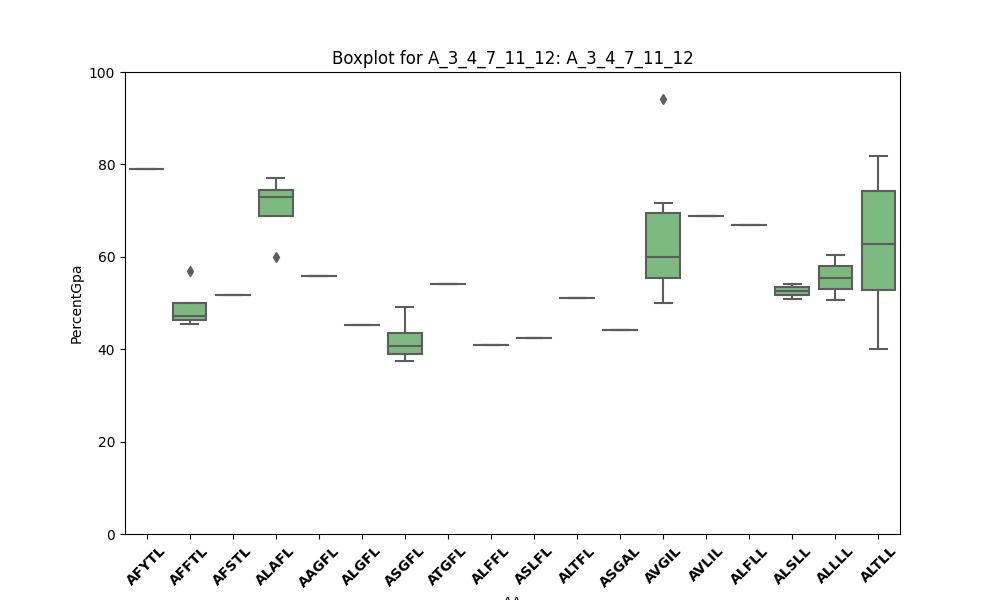 Boxplot for A_3_4_7_11_12: A_3_4_7_11_12
100
80
60
40
20
0
PercentGpa
AFYTL
AFFTL
AFSTL
ALAFL
AAGFL
ALGFL
ASGFL
ATGFL
ALFFL
ASLFL
ALTFL
ASGAL
AVGIL
AVLIL
ALFLL
ALSLL
ALLLL
ALTLL